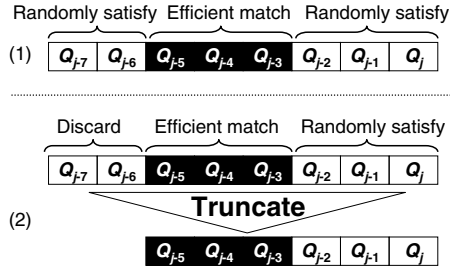 Randomly satisfy Efficient match Randomly satisfy
(1) Qj-7 Qj-6 Qj-5 Qj-4 Qj-3 Qj-2 Qj-1 Qj
Discard Efficient match Randomly satisfy
Qj-7 Qj-6 Qj-5 Qj-4 Qj-3 Qj-2 Qj-1 Qj
Truncate
(2)
Qj-5 Qj-4 Qj-3 Qj-2 Qj-1 Qj